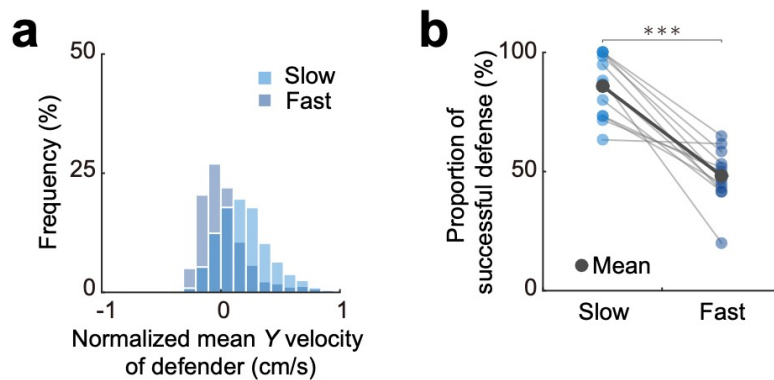 a
50
25
0
Frequency (%)
Slow
Fast
-1
0
1
Normalized mean Y velocity
of defender (cm/s)
b
***
100
50
0
Proportion of
successful defense (%)
Mean
Slow
Fast